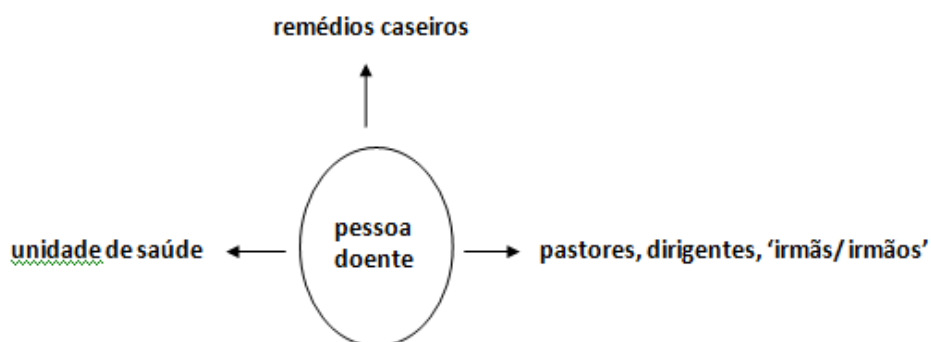 remédios caseiros
pessoa
doente
unidade de saúde
pastores, dirigentes, ‘irmãs/ irmãos’